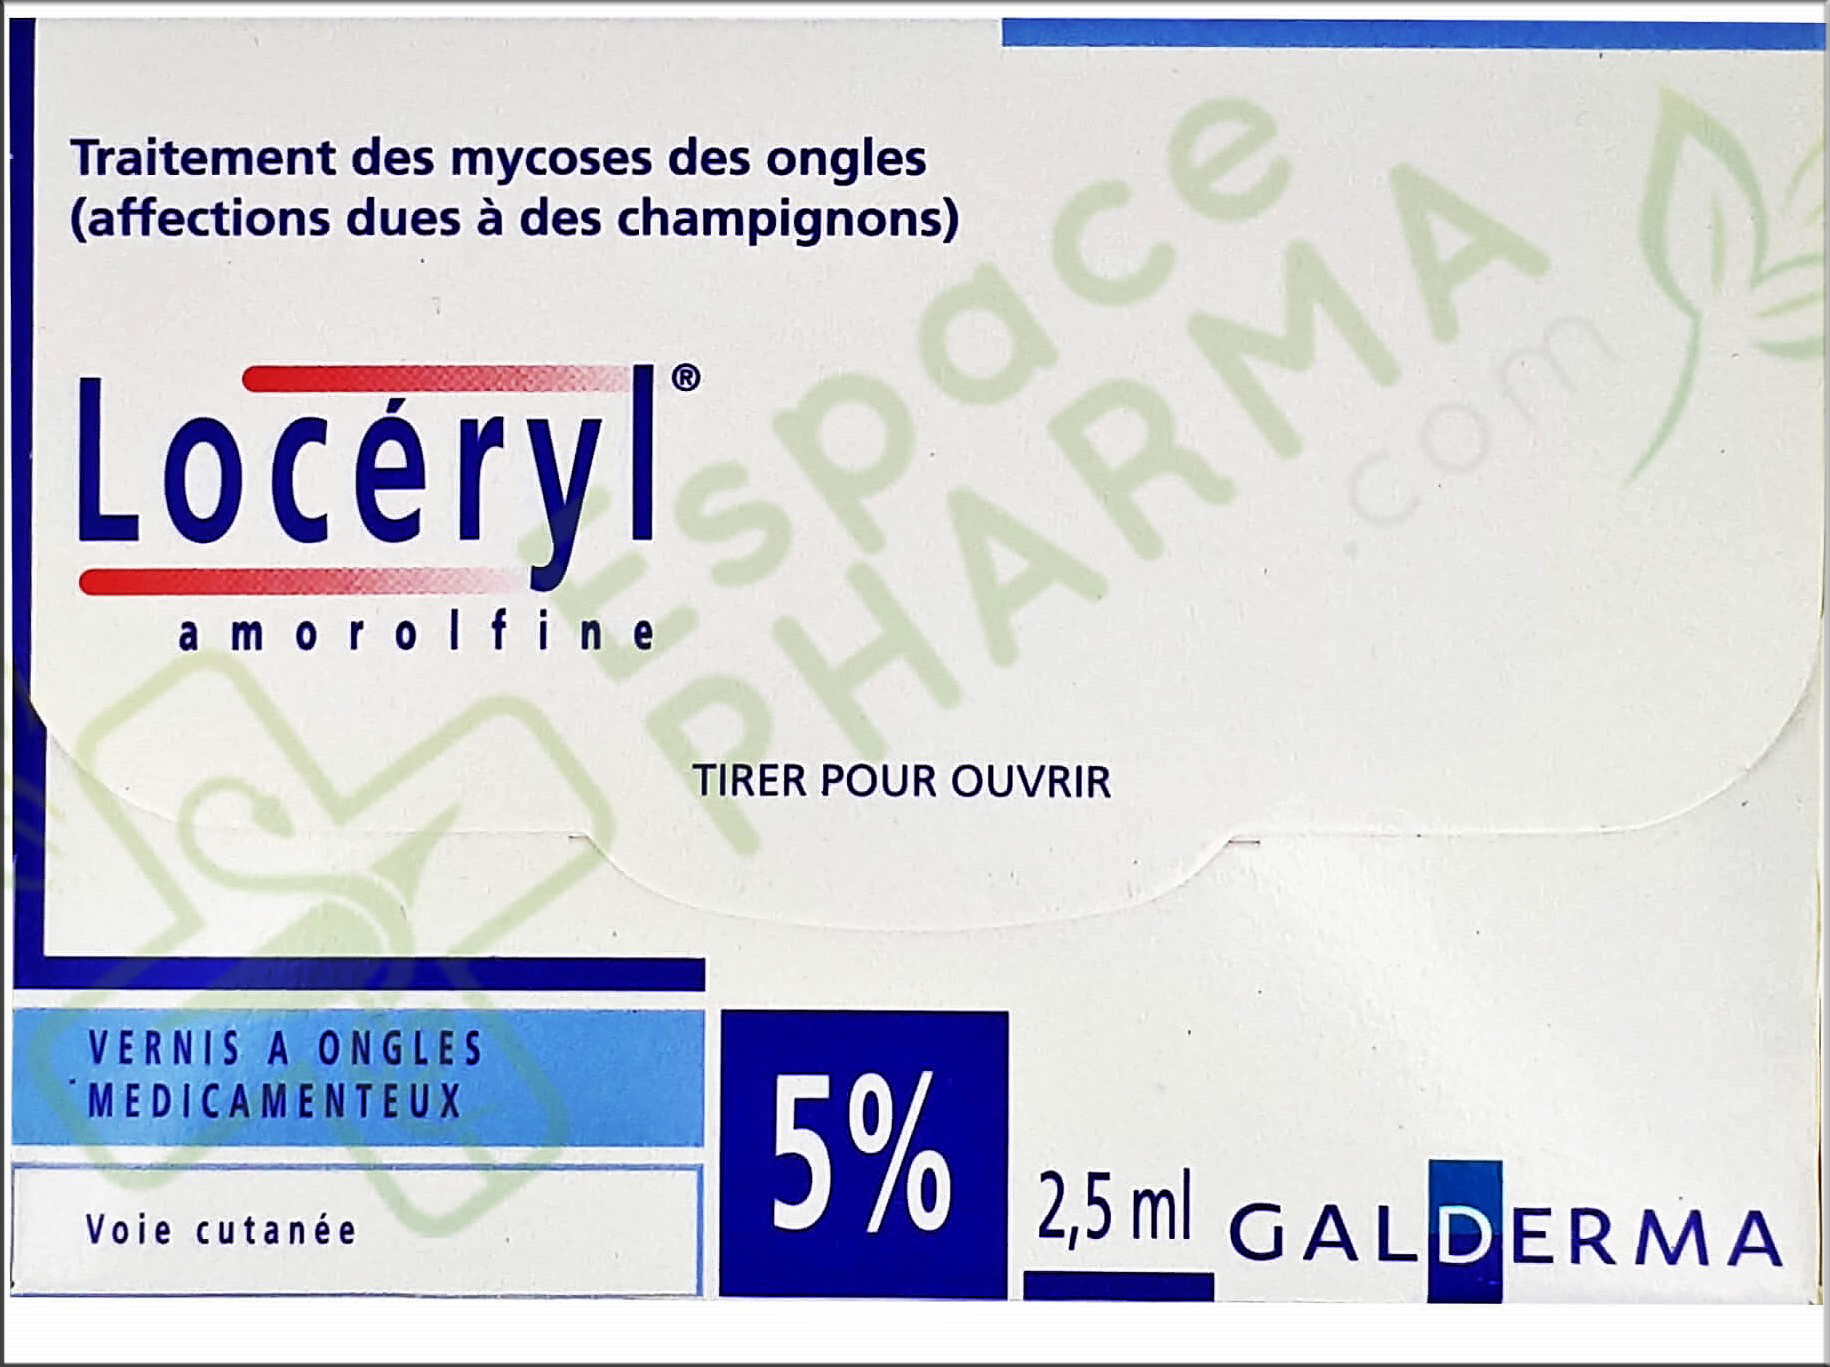 Traitement des mycoses des ongles
(affections dues à des champignons)
Locéryl®
amorolfine
Espace
PHARMA
.com
TIRER POUR OUVRIR
VERNIS A ONGLES
MEDICAMENTEUX
Voie cutanée
5%
2,5 ml
GALDERMA